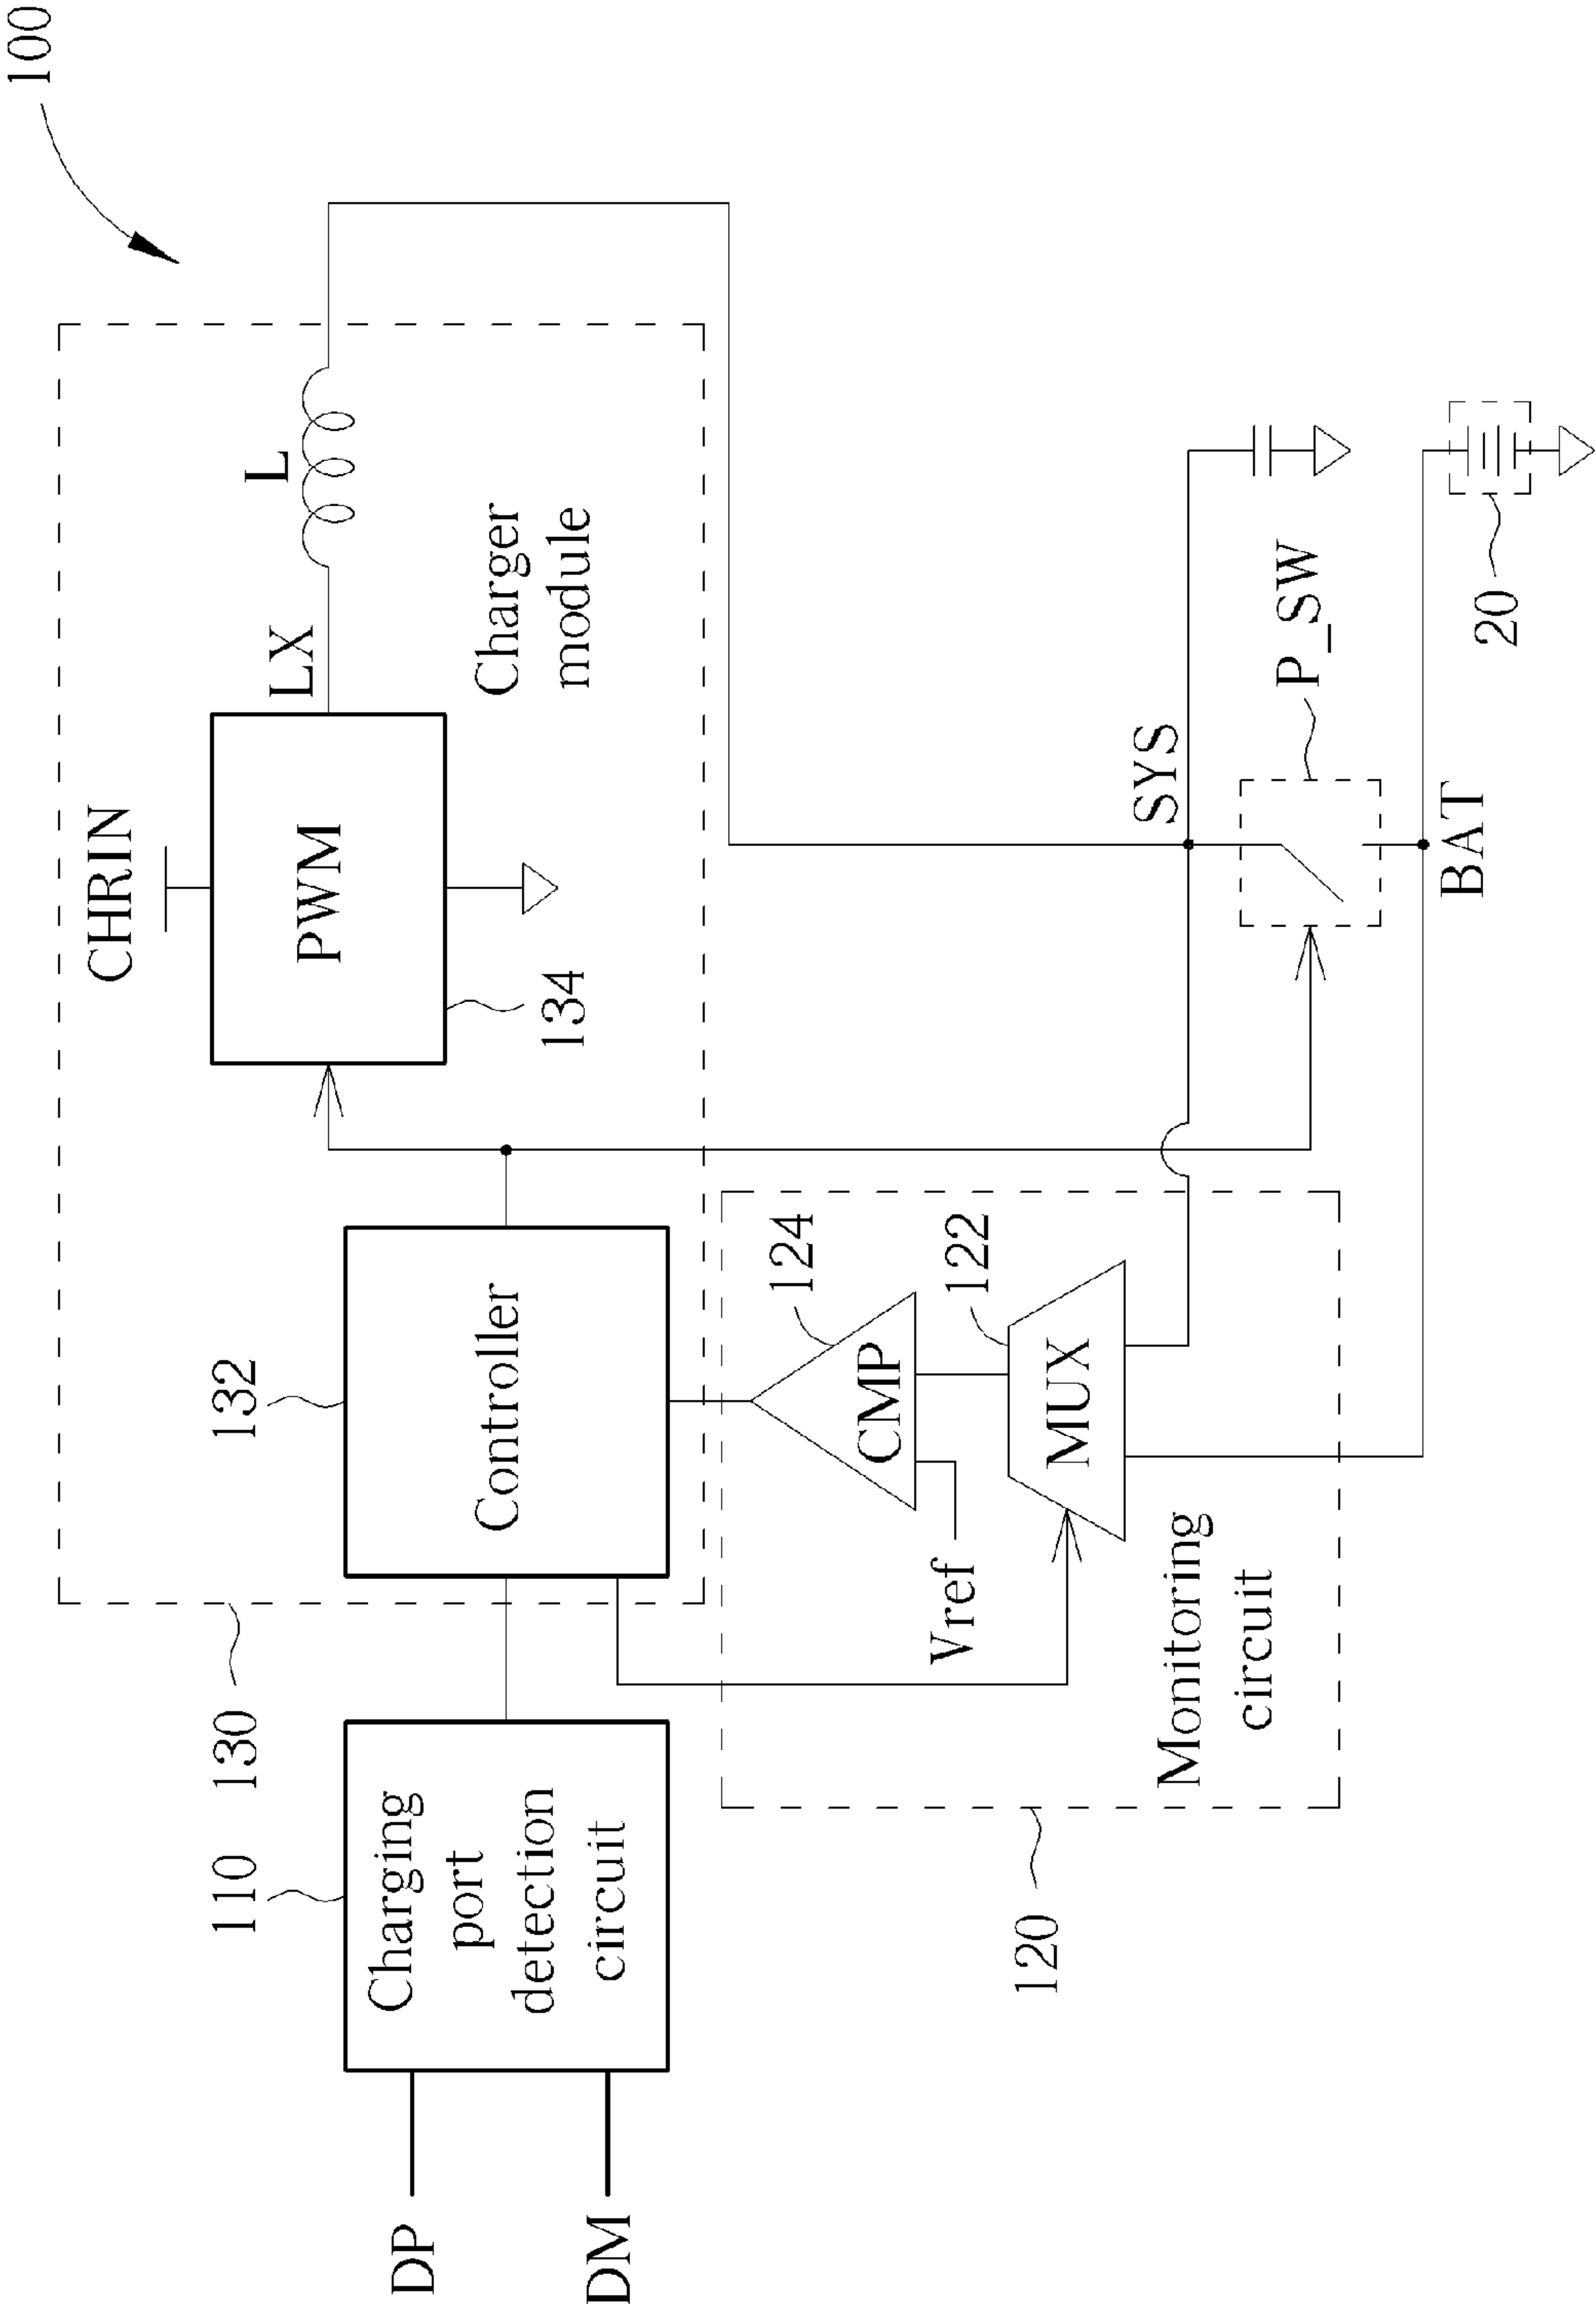 100
CHRIN
PWM
134
LX
L
Charger
module
132
Controller
130
110
Charging
port
detection
circuit
DP
DM
124
CMP
Vref
122
MUX
Monitoring
circuit
120
SYS
P_SW
BAT
20